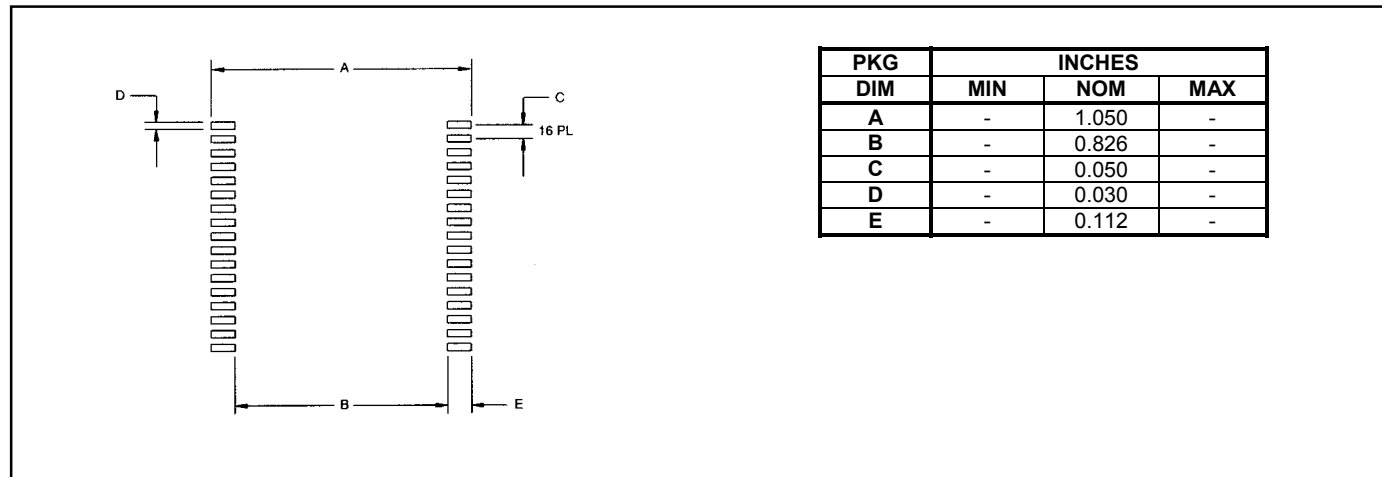 A
D
C
16 PL
B
E
PKG INCHES
DIM MIN NOM MAX
A - 1.050 -
B - 0.826 -
C - 0.050 -
D - 0.030 -
E - 0.112 -